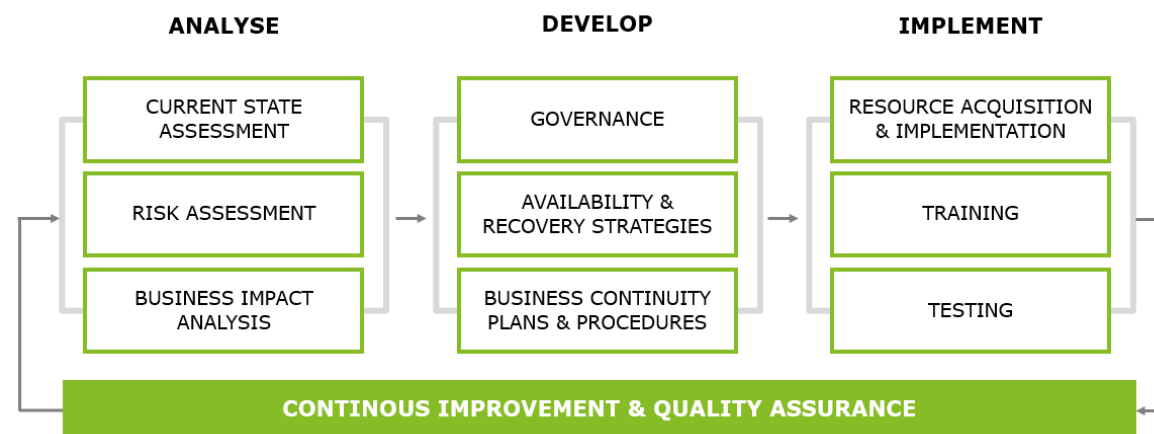 ANALYSE
DEVELOP
IMPLEMENT
CURRENT STATE
ASSESSMENT
RISK ASSESSMENT
BUSINESS IMPACT
ANALYSIS
GOVERNANCE
AVAILABILITY &
RECOVERY STRATEGIES
BUSINESS CONTINUITY
PLANS & PROCEDURES
RESOURCE ACQUISITION
& IMPLEMENTATION
TRAINING
TESTING
CONTINOUS IMPROVEMENT & QUALITY ASSURANCE